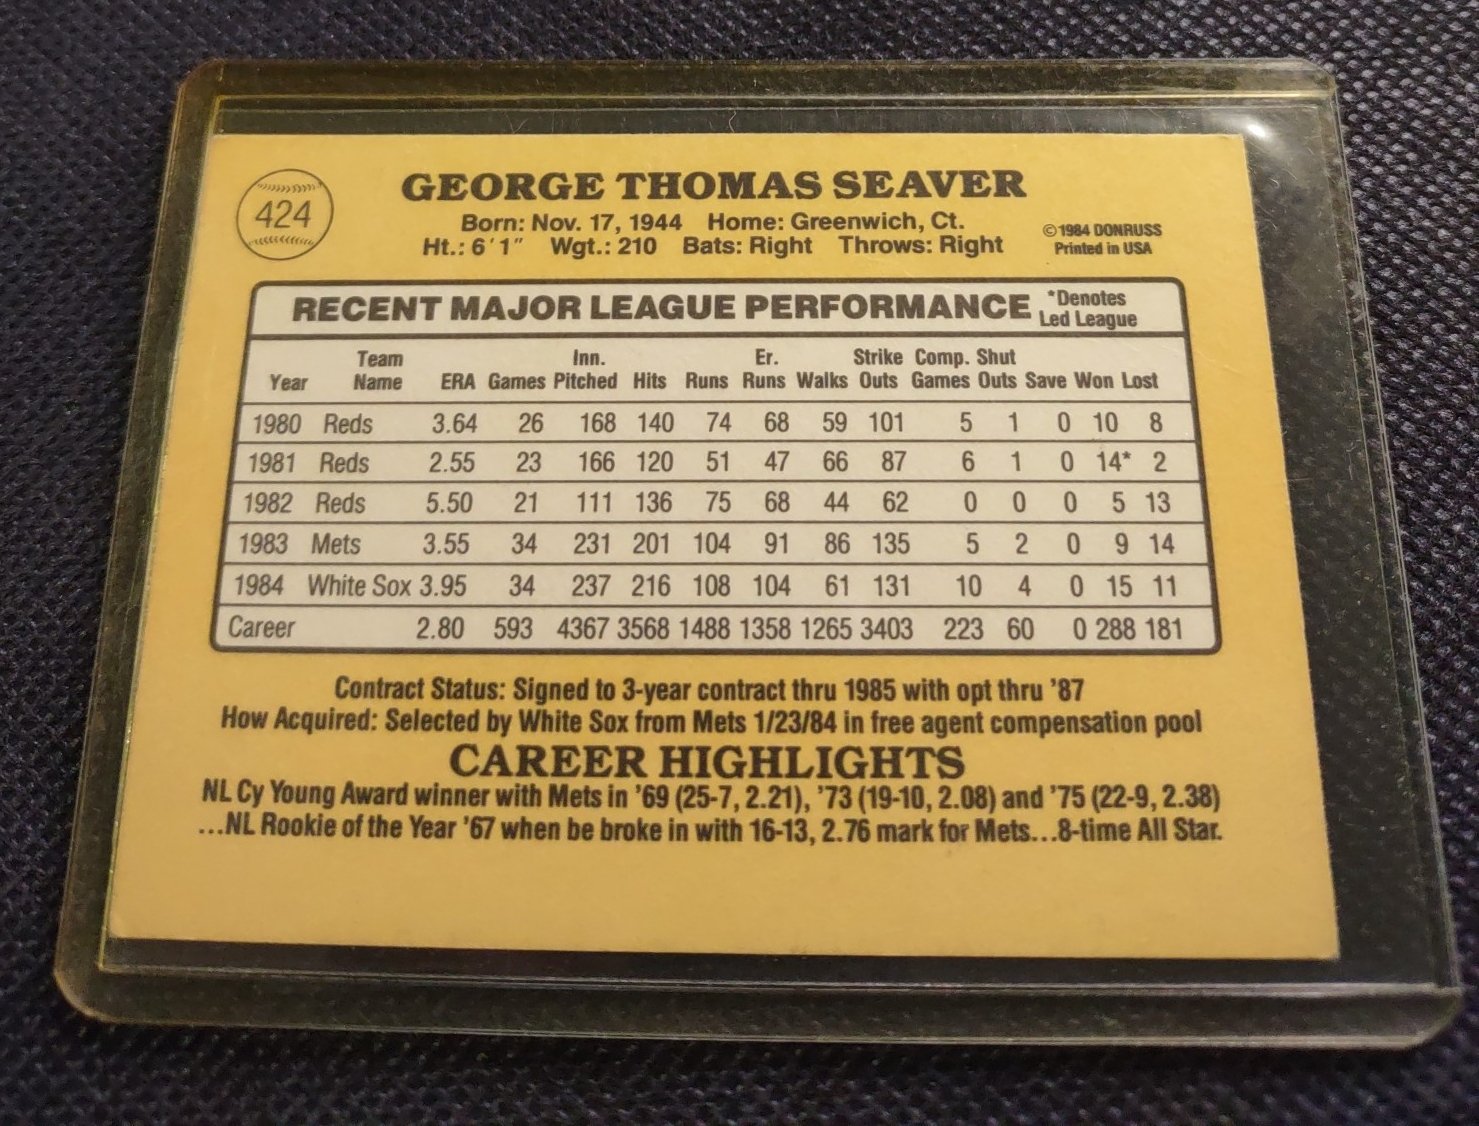 424
GEORGE THOMAS SEAVER
Born: Nov. 17, 1944 Home: Greenwich, Ct.
Ht.: 6'1" Wgt.: 210 Bats: Right Throws: Right
©1984 DONRUSS
Printed in USA
RECENT MAJOR LEAGUE PERFORMANCE *Denotes Led League
Year Team Name ERA Games Inn. Pitched Hits Runs Er. Runs Walks Strike Outs Comp. Games Shut Outs Save Won Lost
1980 Reds 3.64 26 168 140 74 68 59 101 5 1 0 10 8
1981 Reds 2.55 23 166 120 51 47 66 87 6 1 0 14* 2
1982 Reds 5.50 21 111 136 75 68 44 62 0 0 0 5 13
1983 Mets 3.55 34 231 201 104 91 86 135 5 2 0 9 14
1984 White Sox 3.95 34 237 216 108 104 61 131 10 4 0 15 11
Career 2.80 593 4367 3568 1488 1358 1265 3403 223 60 0 288 181
Contract Status: Signed to 3-year contract thru 1985 with opt thru '87
How Acquired: Selected by White Sox from Mets 1/23/84 in free agent compensation pool
CAREER HIGHLIGHTS
NL Cy Young Award winner with Mets in '69 (25-7, 2.21), '73 (19-10, 2.08) and '75 (22-9, 2.38)
...NL Rookie of the Year '67 when be broke in with 16-13, 2.76 mark for Mets...8-time All Star.